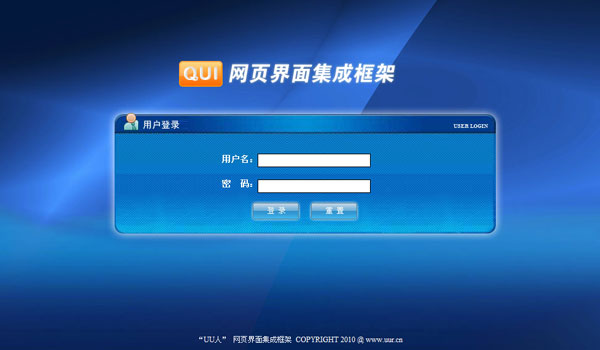 QUI 网页界面集成框架
用户登录 USER LOGIN
用户名：
密 码：
登 录 重 置
“UU人” 网页界面集成框架 COPYRIGHT 2010 @ www.uur.cn